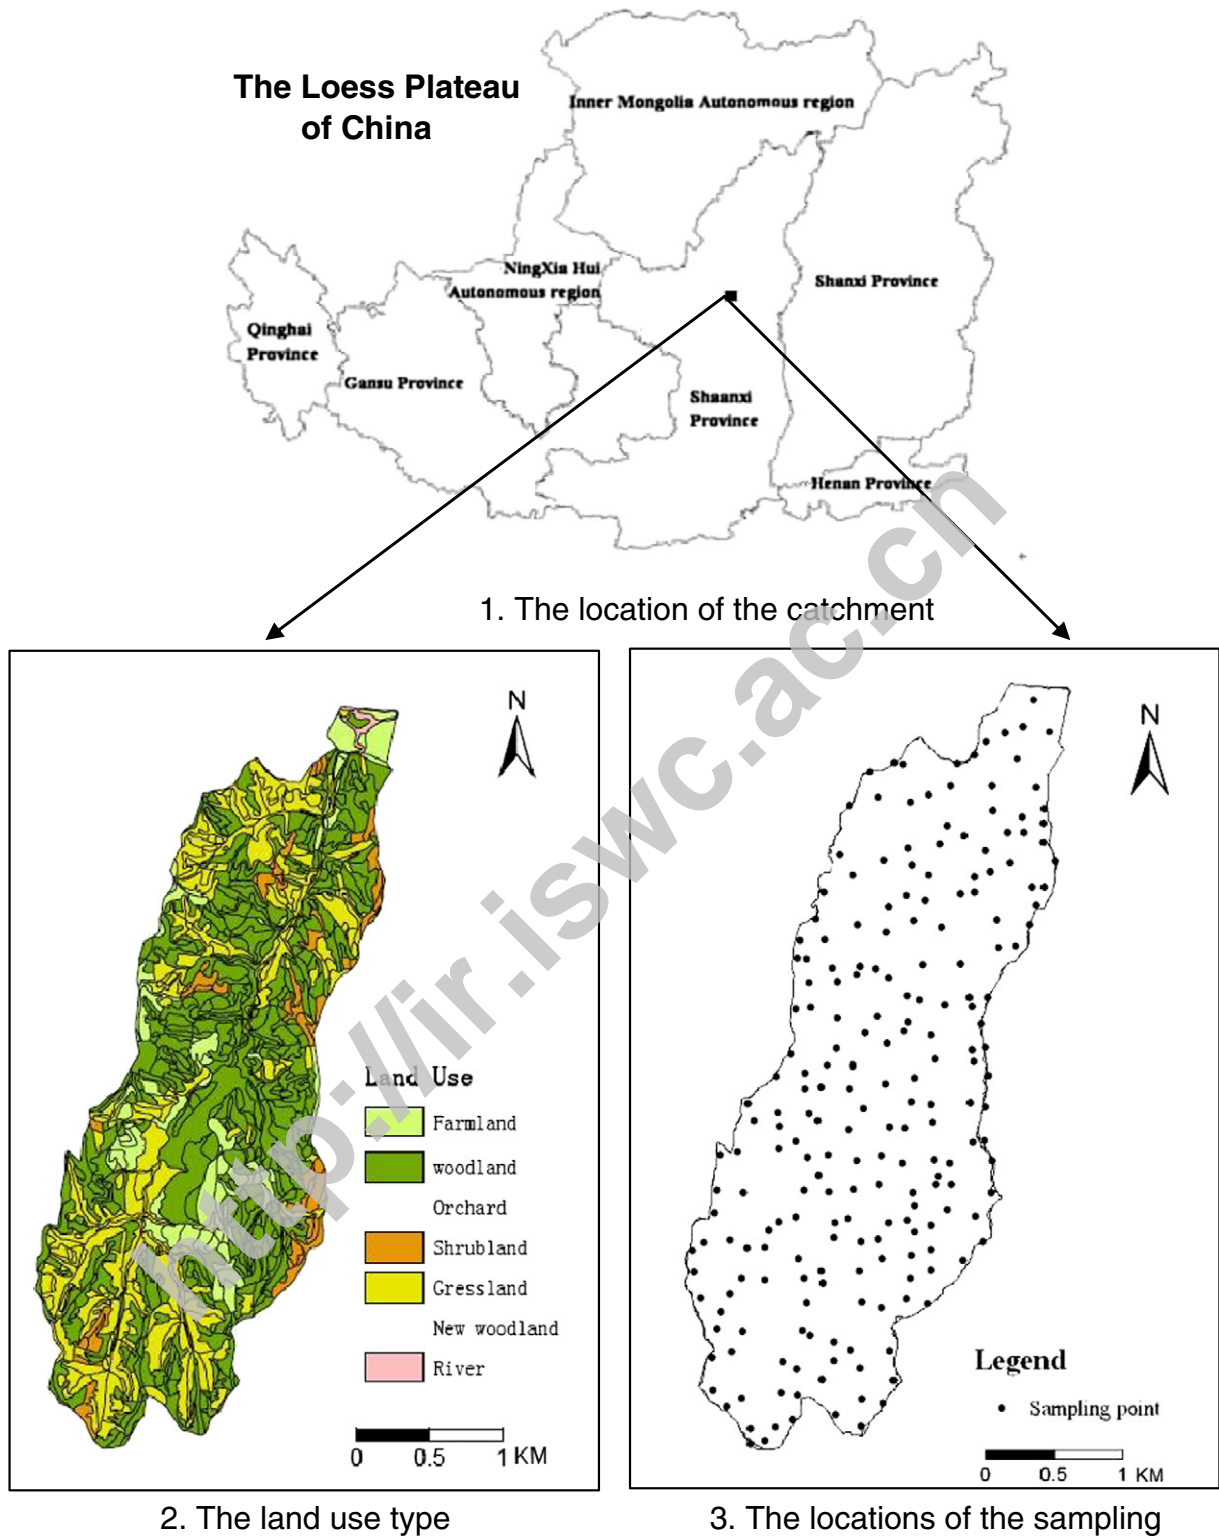 The Loess Plateau
of China
Inner Mongolia Autonomous region
NingXia Hui
Autonomous region
Shanxi Province
Qinghai
Province
Gansu Province
Shaanxi
Province
Henan Province
1. The location of the catchment
N
Land Use
Farmland
woodland
Orchard
Shrubland
Gressland
New woodland
River
0 0.5 1 KM
2. The land use type
N
Legend
Sampling point
0 0.5 1 KM
3. The locations of the sampling
http://ir.iswc.ac.cn